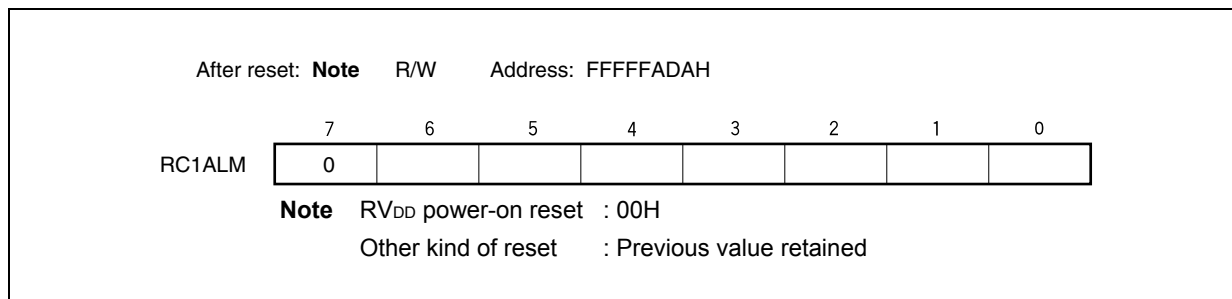 After reset: Note R/W Address: FFFFFADAH
7 6 5 4 3 2 1 0
RC1ALM 0
Note RVDD power-on reset : 00H
Other kind of reset : Previous value retained